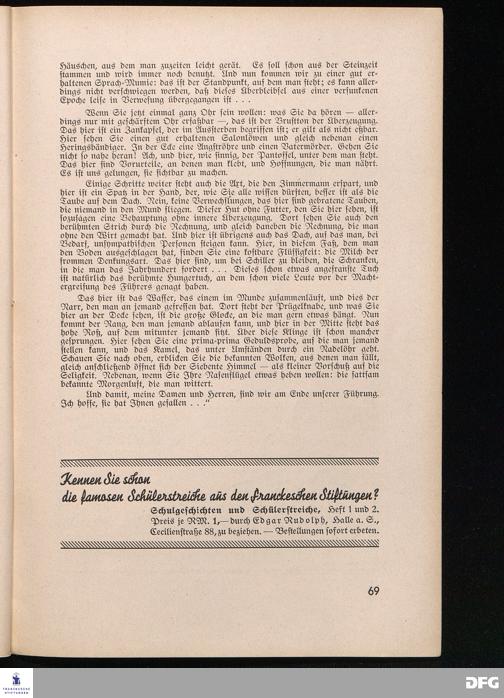 Häuschen, aus dem man zuzeiten leicht gerät. Es soll schon aus der Steinzeit
stammen und wird immer noch benutzt. Und nun kommen wir zu einer gut er-
haltenen Sprach-Mumie: das ist der Standpunkt, auf dem man steht; es kann aller-
dings nicht verschwiegen werden, daß dieses Überbleibsel aus einer versunkenen
Epoche leise in Verwesung übergegangen ist . . .
Wenn Sie jetzt einmal ganz Ohr sein wollen: was Sie da hören — aller-
dings nur mit geschärftem Ohr erfaßbar —, das ist der Brustton der Überzeugung.
Das hier ist ein Zankapfel, der im Aussterben begriffen ist; er gilt als nicht eßbar.
Hier sehen Sie einen gut erhaltenen Salonlöwen und gleich nebenan einen
Heringsbändiger. In der Ecke eine Angströhre und einen Vatermörder. Gehen Sie
nicht so nahe heran! Ach, und hier, wie sinnig, der Pantoffel, unter dem man steht.
Das hier sind Vorurteile, an denen man klebt, und Hoffnungen, die man nährt.
Es ist uns gelungen, sie sichtbar zu machen.
Einige Schritte weiter steht auch die Axt, die den Zimmermann erspart, und
hier ist ein Spatz in der Hand, der, wie Sie alle wissen dürften, besser ist als die
Taube auf dem Dach. Nein, keine Verwechslungen, das hier sind gebratene Tauben,
die niemand in den Mund fliegen. Dieser Hut ohne Futter, den Sie hier sehen, ist
sozusagen eine Behauptung ohne innere Überzeugung. Dort sehen Sie auch den
berühmten Strich durch die Rechnung, und gleich daneben die Rechnung, die man
ohne den Wirt gemacht hat. Und hier ist übrigens auch das Dach, auf das man, bei
Bedarf, unsympathischen Personen steigen kann. Hier, in diesem Faß, dem man
den Boden ausgeschlagen hat, finden Sie eine kostbare Flüssigkeit: die Milch der
frommen Denkungsart. Das hier sind, um bei Schiller zu bleiben, die Schranken,
in die man das Jahrhundert fordert . . . Dieses schon etwas angefranste Tuch
ist natürlich das berühmte Hungertuch, an dem schon viele Leute vor der Macht-
ergreifung des Führers genagt haben.
Das hier ist das Wasser, das einem im Munde zusammenläuft, und dies der
Narr, den man an jemand gefressen hat. Dort steht der Prügelknabe, und was Sie
hier an der Decke sehen, ist die große Glocke, an die man gern etwas hängt. Nun
kommt der Rang, den man jemand ablaufen kann, und hier in der Mitte steht das
hohe Roß, auf dem mitunter jemand sitzt. Über diese Klinge ist schon mancher
gesprungen. Hier sehen Sie eine prima-prima Geduldsprobe, auf die man jemand
stellen kann, und das Kamel, das unter Umständen durch ein Nadelöhr geht.
Schauen Sie nach oben, erblicken Sie die bekannten Wolken, aus denen man fällt,
gleich anschließend öffnet sich der Siebente Himmel — als kleiner Vorschuß auf die
Seligkeit. Nebenan, wenn Sie Ihre Nasenflügel etwas heben wollen: die sattsam
bekannte Morgenluft, die man wittert.
Und damit, meine Damen und Herren, sind wir am Ende unserer Führung.
Ich hoffe, sie hat Ihnen gefallen . . .“
Kennen Sie schon
die famosen Schülerstreiche aus den Franckeschen Stiftungen?
Schulgeschichten und Schülerstreiche, Heft 1 und 2.
Preis je RM. 1,— durch Edgar Rudolph, Halle a. S.,
Cecilienstraße 88, zu beziehen. — Bestellungen sofort erbeten.
69
FRANCKESCHE
STIFTUNGEN
DFG